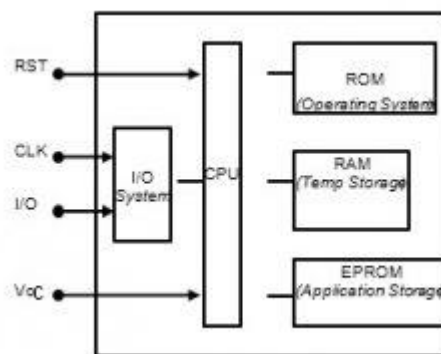 RST
CLK
I/O
Vcc
I/O
System
CPU
ROM
(Operating System)
RAM
(Temp Storage)
EPROM
(Application Storage)